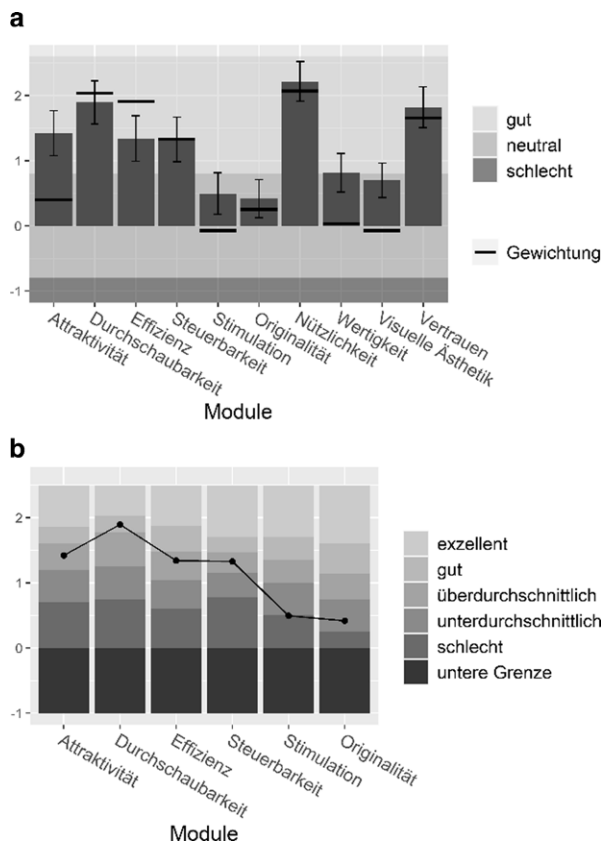 a
2
1
0
-1
gut
neutral
schlecht
Gewichtung
Attraktivität
Durchschaubarkeit
Effizienz
Steuerbarkeit
Stimulation
Originalität
Nützlichkeit
Wertigkeit
Visuelle Ästhetik
Vertrauen
Module
b
2
1
0
-1
exzellent
gut
überdurchschnittlich
unterdurchschnittlich
schlecht
untere Grenze
Attraktivität
Durchschaubarkeit
Effizienz
Steuerbarkeit
Stimulation
Originalität
Module